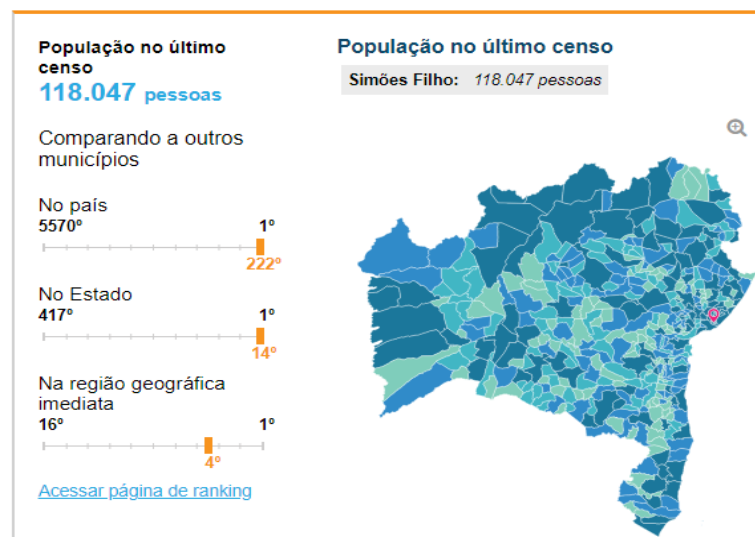 População no último
censo
118.047 pessoas
Comparando a outros
municípios
No país
5570º 1º
222º
No Estado
417º 1º
14º
Na região geográfica
imediata
16º 1º
4º
Acessar página de ranking
População no último censo
Simões Filho: 118.047 pessoas